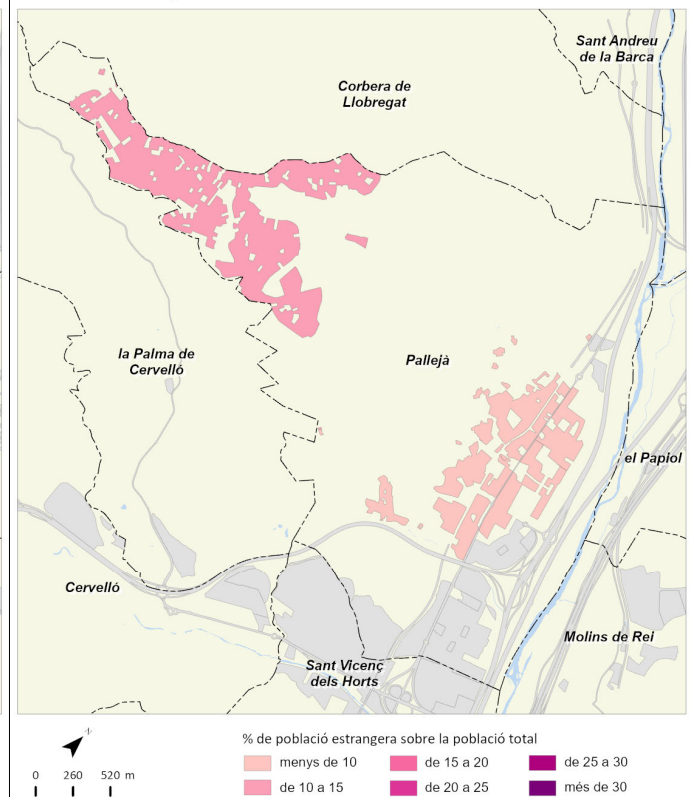 Sant Andreu
de la Barca
Corbera de
Llobregat
la Palma de
Cervelló
Pallejà
el Papiol
Cervelló
Molins de Rei
Sant Vicenç
dels Horts
N
% de població estrangera sobre la població total
menys de 10
de 15 a 20
de 25 a 30
0 260 520 m
de 10 a 15
de 20 a 25
més de 30